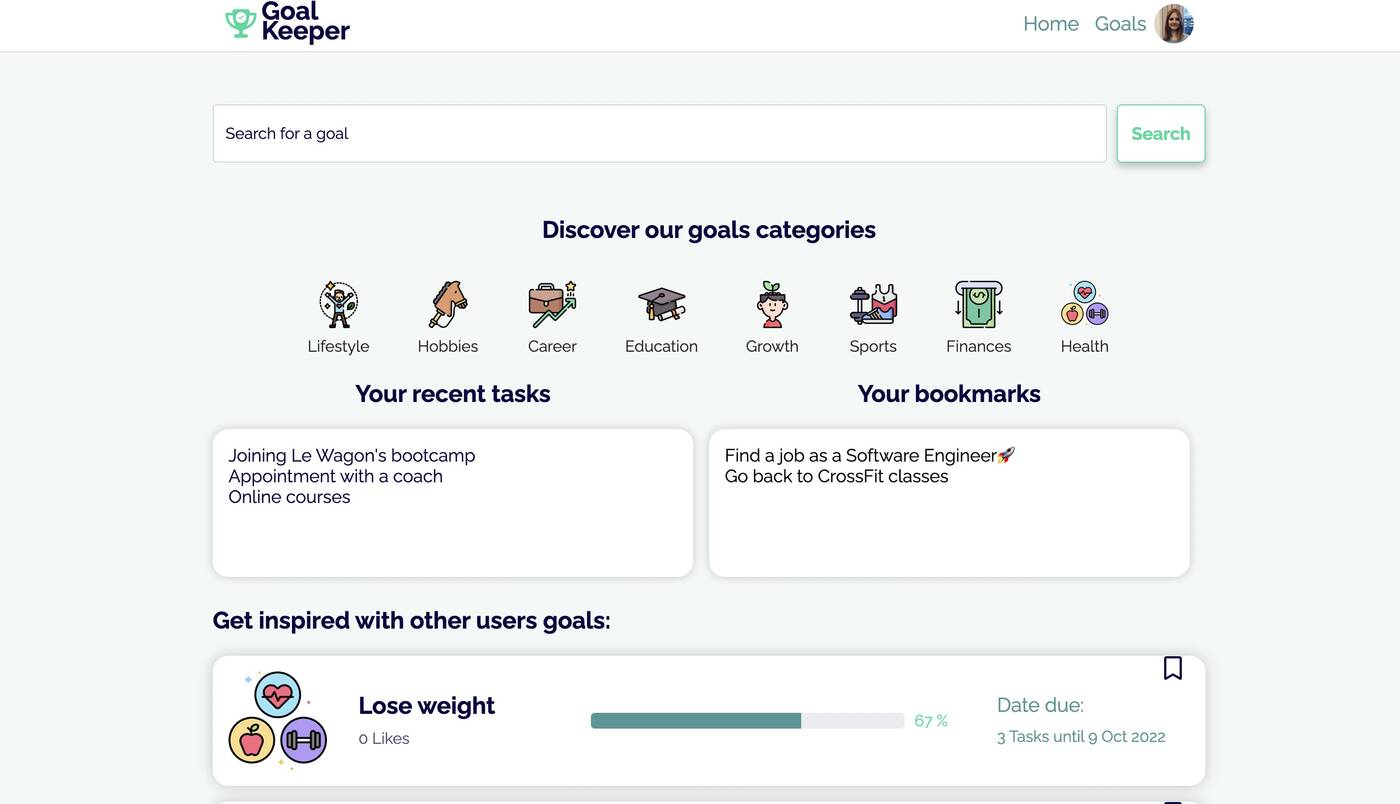 Goal
Keeper
Home Goals
Search for a goal
Search
Discover our goals categories
Lifestyle Hobbies Career Education Growth Sports Finances Health
Your recent tasks
Joining Le Wagon's bootcamp
Appointment with a coach
Online courses
Your bookmarks
Find a job as a Software Engineer🚀
Go back to CrossFit classes
Get inspired with other users goals:
Lose weight
0 Likes
67 %
Date due:
3 Tasks until 9 Oct 2022